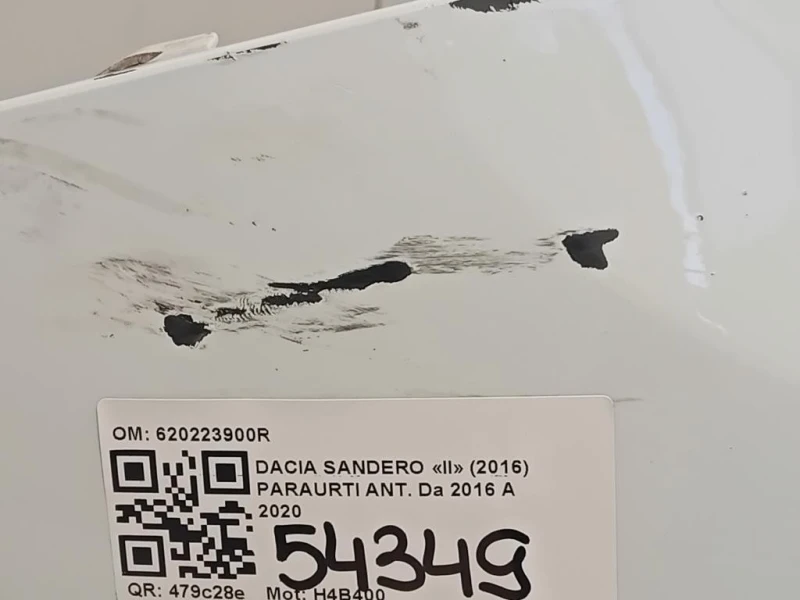 OM: 620223900R
DACIA SANDERO «II» (2016)
PARAURTI ANT. Da 2016 A
2020
54349
QR: 479c28e Mot: H4B400